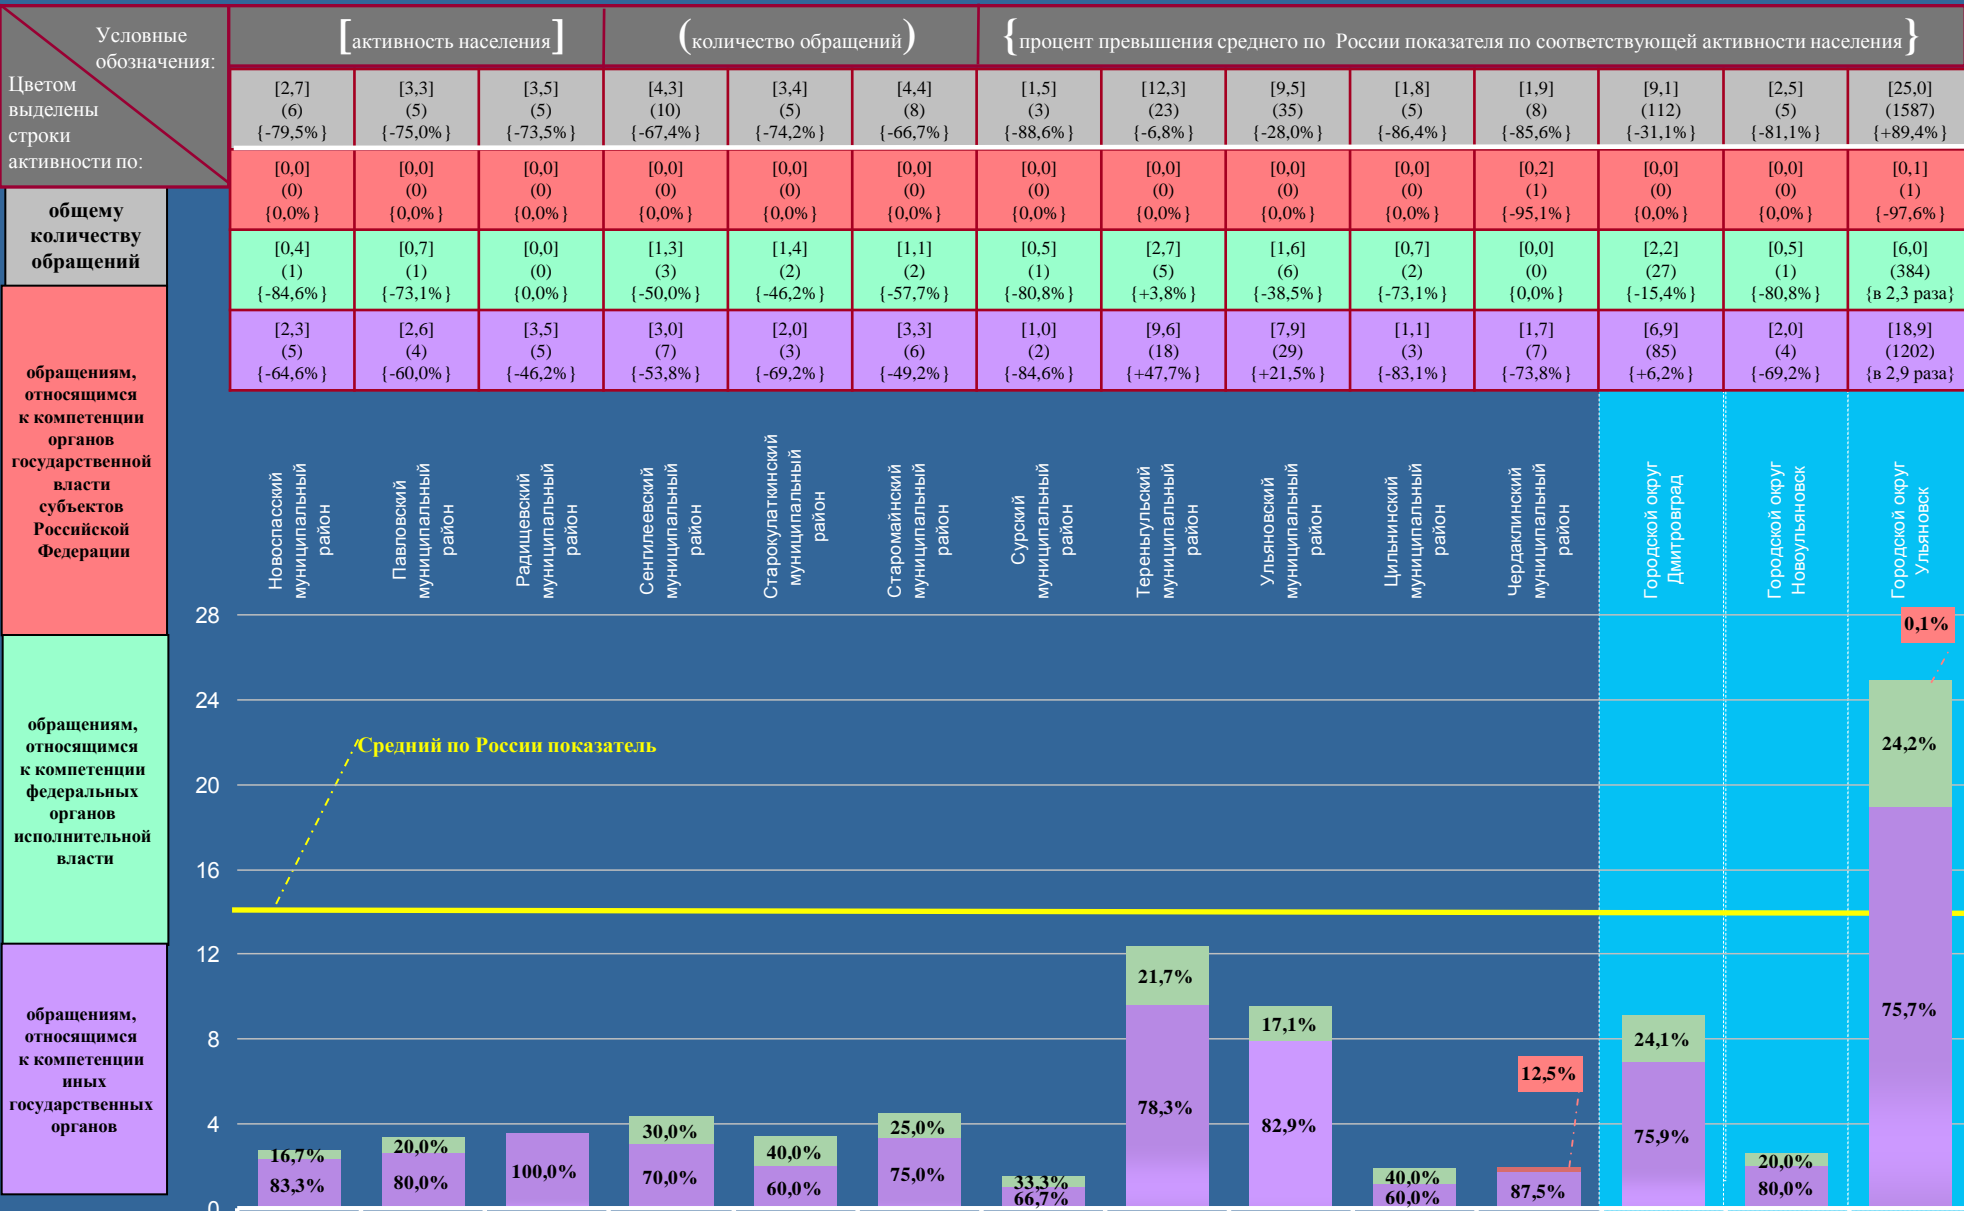 Условные
обозначения:
Цветом
выделены
строки
активности по:
[активность населения]
(количество обращений)
{процент превышения среднего по России показателя по соответствующей активности населения}
[2,7] [3,3] [3,5] [4,3] [3,4] [4,4] [1,5] [12,3] [9,5] [1,8] [1,9] [9,1] [2,5] [25,0]
(6) (5) (5) (10) (5) (8) (3) (23) (35) (5) (8) (112) (5) (1587)
{-79,5%} {-75,0%} {-73,5%} {-67,4%} {-74,2%} {-66,7%} {-88,6%} {-6,8%} {-28,0%} {-86,4%} {-85,6%} {-31,1%} {-81,1%} {+89,4%}
[0,0] [0,0] [0,0] [0,0] [0,0] [0,0] [0,0] [0,0] [0,0] [0,0] [0,2] [0,0] [0,0] [0,1]
(0) (0) (0) (0) (0) (0) (0) (0) (0) (0) (1) (0) (0) (1)
{0,0%} {0,0%} {0,0%} {0,0%} {0,0%} {0,0%} {0,0%} {0,0%} {0,0%} {0,0%} {-95,1%} {0,0%} {0,0%} {-97,6%}
[0,4] [0,7] [0,0] [1,3] [1,4] [1,1] [0,5] [2,7] [1,6] [0,7] [0,0] [2,2] [0,5] [6,0]
(1) (1) (0) (3) (2) (2) (1) (5) (6) (2) (0) (27) (1) (384)
{-84,6%} {-73,1%} {0,0%} {-50,0%} {-46,2%} {-57,7%} {-80,8%} {+3,8%} {-38,5%} {-73,1%} {0,0%} {-15,4%} {-80,8%} {в 2,3 раза}
[2,3] [2,6] [3,5] [3,0] [2,0] [3,3] [1,0] [9,6] [7,9] [1,1] [1,7] [6,9] [2,0] [18,9]
(5) (4) (5) (7) (3) (6) (2) (18) (29) (3) (7) (85) (4) (1202)
{-64,6%} {-60,0%} {-46,2%} {-53,8%} {-69,2%} {-49,2%} {-84,6%} {+47,7%} {+21,5%} {-83,1%} {-73,8%} {+6,2%} {-69,2%} {в 2,9 раза}
общему
количеству
обращений
обращениям,
относящимся
к компетенции
органов
государственной
власти
субъектов
Российской
Федерации
обращениям,
относящимся
к компетенции
федеральных
органов
исполнительной
власти
обращениям,
относящимся
к компетенции
иных
государственных
органов
Новоспасский
муниципальный
район
Павловский
муниципальный
район
Радищевский
муниципальный
район
Сенгилеевский
муниципальный
район
Старокулаткинский
муниципальный
район
Старомайнский
муниципальный
район
Сурский
муниципальный
район
Тереньгульский
муниципальный
район
Ульяновский
муниципальный
район
Цильнинский
муниципальный
район
Чердаклинский
муниципальный
район
Городской округ
Дмитровград
Городской округ
Новоульяновск
Городской округ
Ульяновск
28
24
20
16
12
8
4
0
Средний по России показатель
16,7%
83,3%
20,0%
80,0%
100,0%
30,0%
70,0%
40,0%
60,0%
25,0%
75,0%
33,3%
66,7%
21,7%
78,3%
17,1%
82,9%
40,0%
60,0%
12,5%
87,5%
24,1%
75,9%
20,0%
80,0%
0,1%
24,2%
75,7%